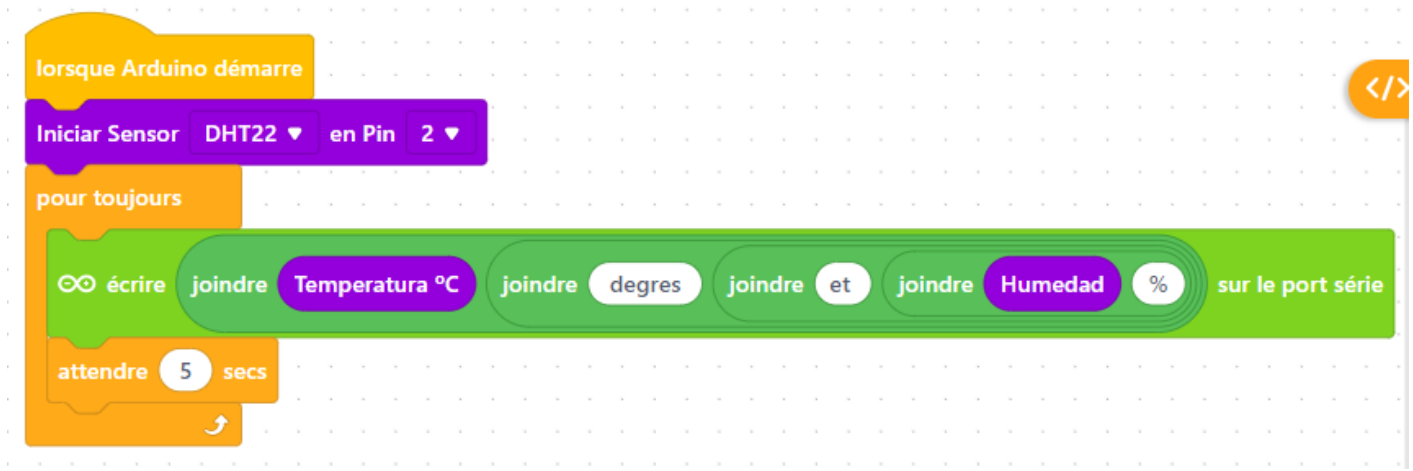 lorsque Arduino démarre
</>
Iniciar Sensor DHT22 en Pin 2
pour toujours
écrire joindre Temperatura ºC joindre degres joindre et joindre Humedad % sur le port série
attendre 5 secs